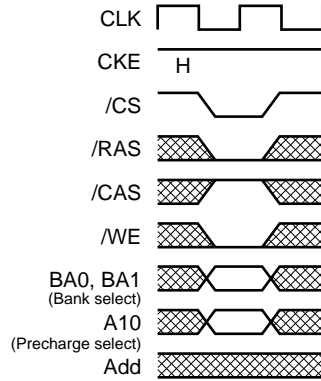 CLK
CKE
H
/CS
/RAS
/CAS
/WE
BA0, BA1
(Bank select)
A10
(Precharge select)
Add